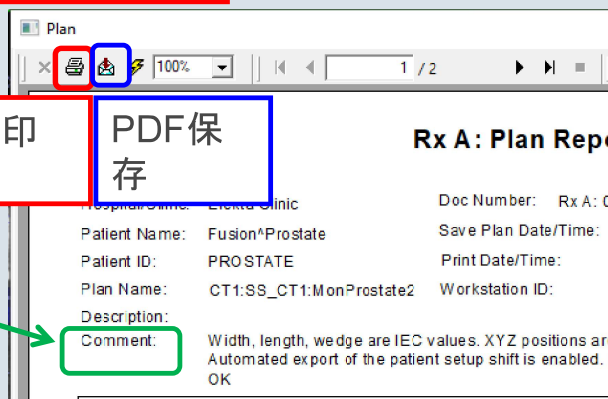 Plan
100%
1 / 2
印
PDF保
存
Rx A: Plan Repo
Clinic
Doc Number: Rx A:
Patient Name: Fusion^Prostate
Save Plan Date/Time:
Patient ID: PROSTATE
Print Date/Time:
Plan Name: CT1:SS_CT1:MonProstate2
Workstation ID:
Description:
Comment: Width, length, wedge are IEC values. XYZ positions ar
Automated export of the patient setup shift is enabled.
OK